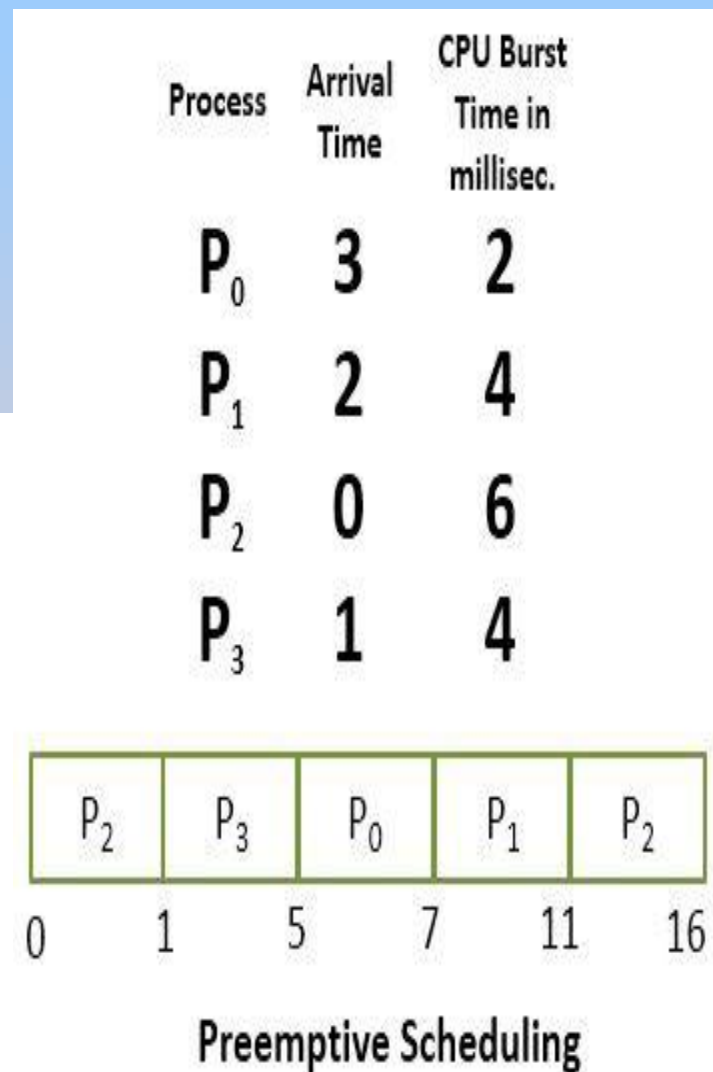 Process Arrival Time CPU Burst Time in millisec.
P₀ 3 2
P₁ 2 4
P₂ 0 6
P₃ 1 4
P₂ P₃ P₀ P₁ P₂
0 1 5 7 11 16
Preemptive Scheduling